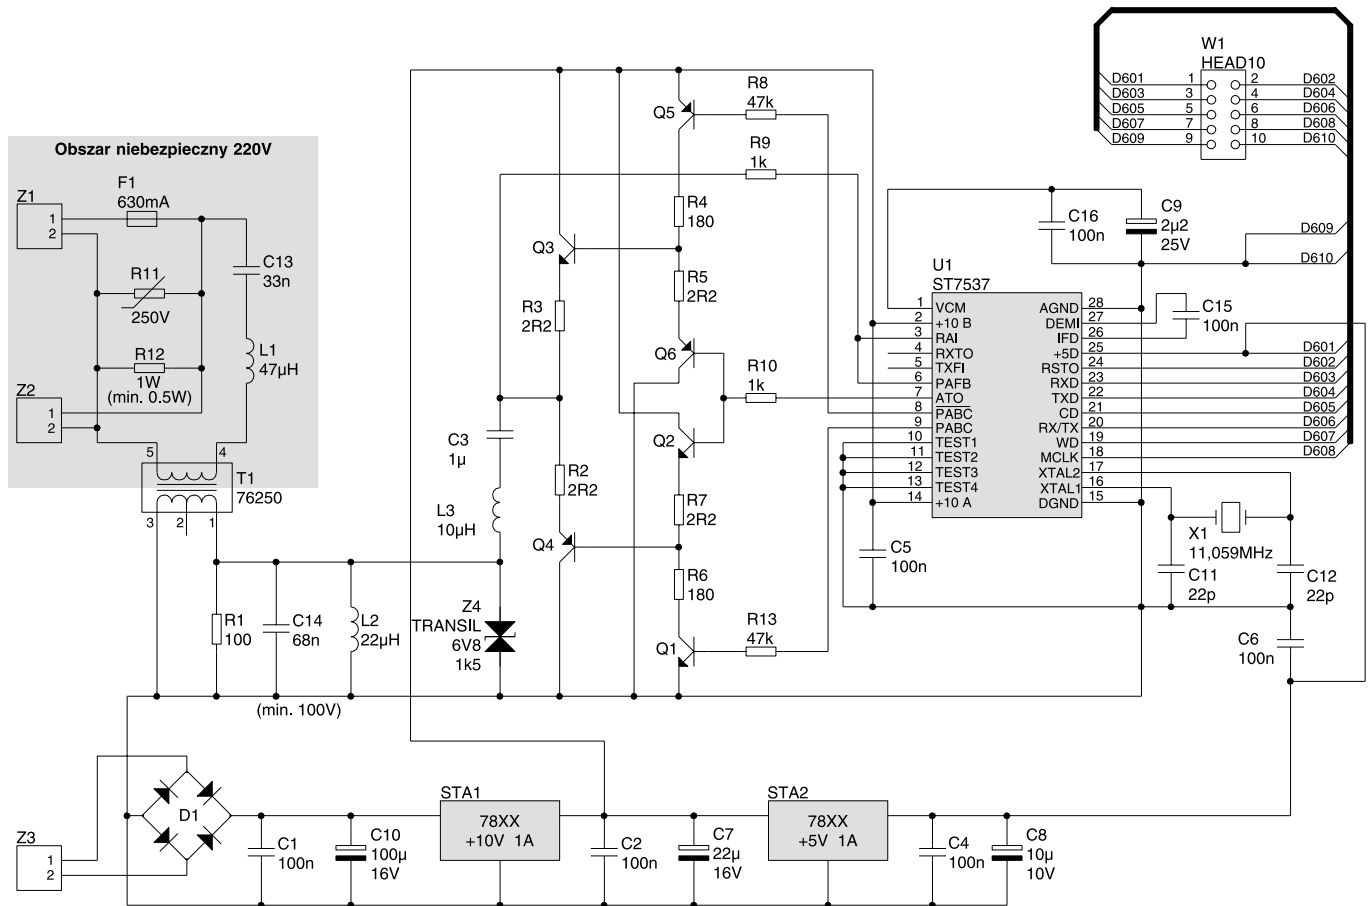 Obszar niebezpieczny 220V
Z1
1
2
F1
630mA
C13
33n
R11
250V
R12
1W
(min. 0.5W)
L1
47µH
Z2
1
2
5
4
T1
76250
3
2
1
R1
100
C14
68n
L2
22µH
(min. 100V)
Z4
TRANSIL
6V8
1k5
C3
1µ
L3
10µH
Q3
R3
2R2
R2
2R2
Q4
Q5
R8
47k
R9
1k
R4
180
R5
2R2
Q6
R10
1k
Q2
R7
2R2
R6
180
Q1
R13
47k
C5
100n
U1
ST7537
1 VCM AGND 28
2 +10 B DEMI 27
3 RAI IFD 26
4 RXTO +5D 25
5 TXFI RSTO 24
6 PAFB RXD 23
7 ATO TXD 22
8 PABC CD 21
9 PABC RX/TX 20
10 TEST1 WD 19
11 TEST2 MCLK 18
12 TEST3 XTAL2 17
13 TEST4 XTAL1 16
14 +10 A DGND 15
W1
HEAD10
D601 1 2 D602
D603 3 4 D604
D605 5 6 D606
D607 7 8 D608
D609 9 10 D610
C16
100n
C9
2µ2
25V
D609
D610
C15
100n
D601
D602
D603
D604
D605
D606
D607
D608
X1
11,059MHz
C11
22p
C12
22p
C6
100n
Z3
1
2
D1
C1
100n
C10
100µ
16V
STA1
78XX
+10V 1A
C2
100n
C7
22µ
16V
STA2
78XX
+5V 1A
C4
100n
C8
10µ
10V